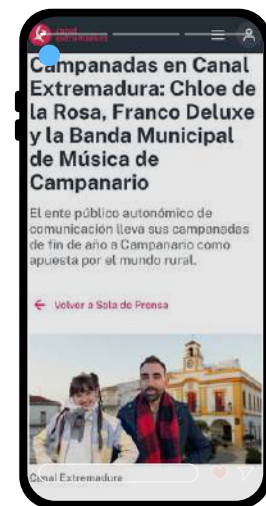 canal
extremadura
Campanadas en Canal
Extremadura: Chloe de
la Rosa, Franco Deluxe
y la Banda Municipal
de Música de
Campanario
El ente público autonómico de
comunicación lleva sus campanadas
de fin de año a Campanario como
apuesta por el mundo rural.
Volver a Sala de Prensa
Canal Extremadura